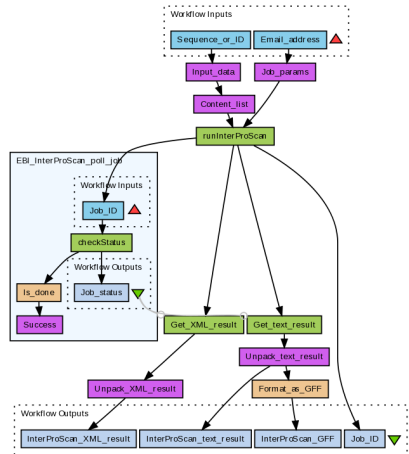 Workflow Inputs
Sequence_or_ID
Email_address
Input_data
Job_params
Content_list
runInterProScan
EBI_InterProScan_poll_job
Workflow Inputs
Job_ID
checkStatus
Workflow Outputs
Is_done
Job_status
Success
Get_XML_result
Get_text_result
Unpack_text_result
Unpack_XML_result
Format_as_GFF
Workflow Outputs
InterProScan_XML_result
InterProScan_text_result
InterProScan_GFF
Job_ID